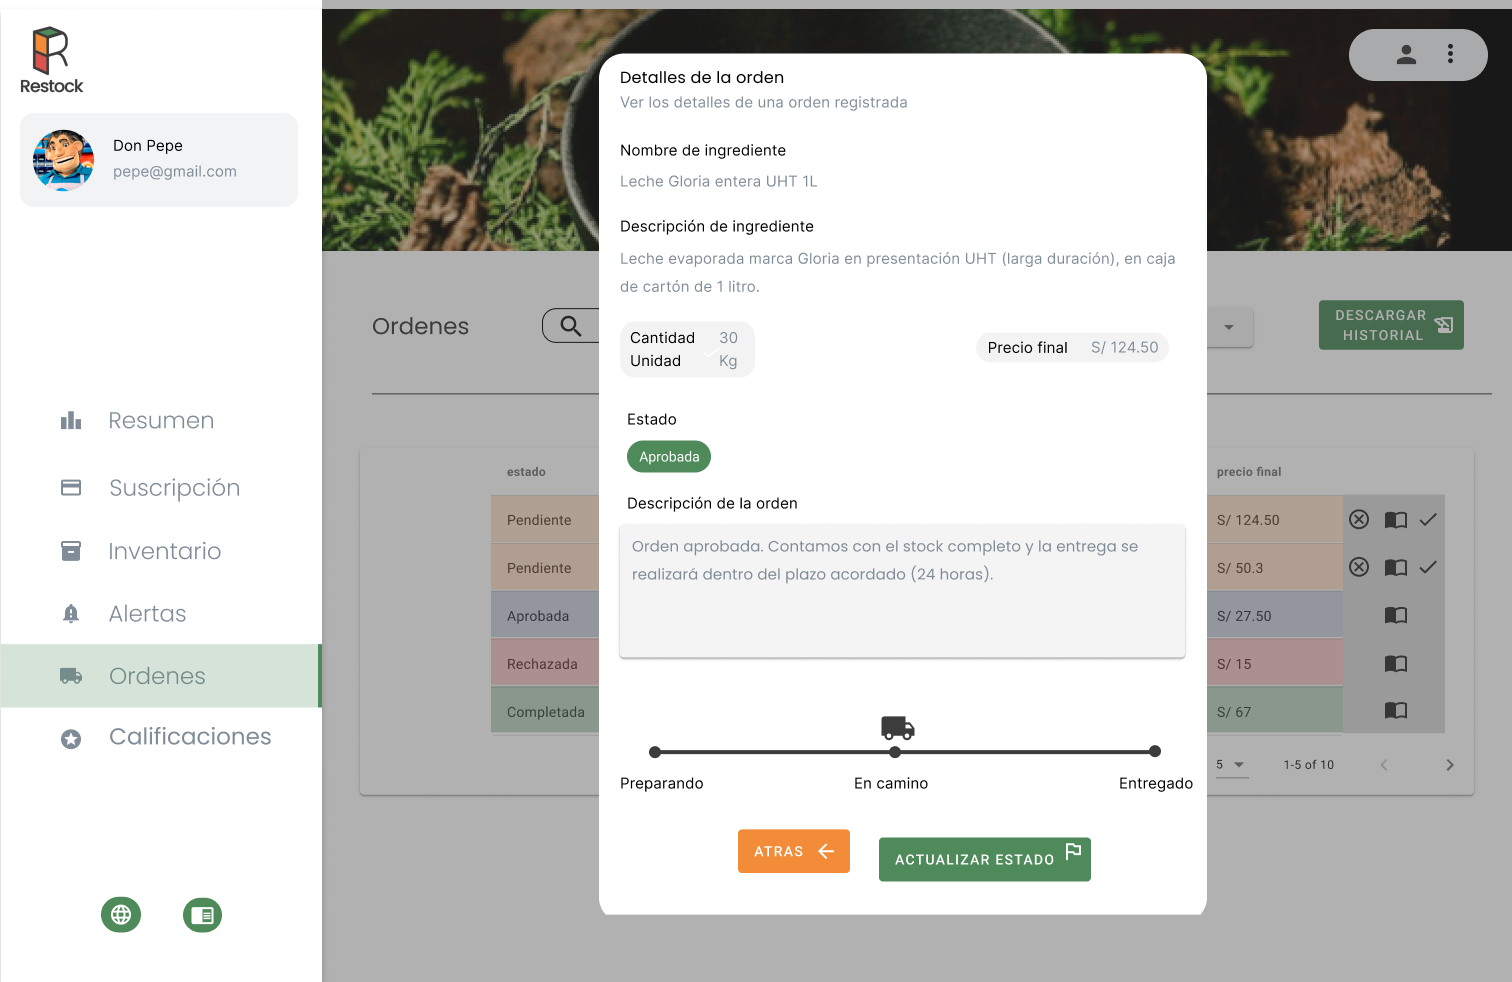 Restock
Don Pepe
pepe@gmail.com
Resumen
Suscripción
Inventario
Alertas
Ordenes
Calificaciones
Ordenes
DESCARGAR
HISTORIAL
estado
precio final
Pendiente
S/ 124.50
Pendiente
S/ 50.3
Aprobada
S/ 27.50
Rechazada
S/ 15
Completada
S/ 67
5
1-5 of 10
Detalles de la orden
Ver los detalles de una orden registrada
Nombre de ingrediente
Leche Gloria entera UHT 1L
Descripción de ingrediente
Leche evaporada marca Gloria en presentación UHT (larga duración), en caja
de cartón de 1 litro.
Cantidad 30
Unidad Kg
Precio final S/ 124.50
Estado
Aprobada
Descripción de la orden
Orden aprobada. Contamos con el stock completo y la entrega se
realizará dentro del plazo acordado (24 horas).
Preparando
En camino
Entregado
ATRAS
ACTUALIZAR ESTADO